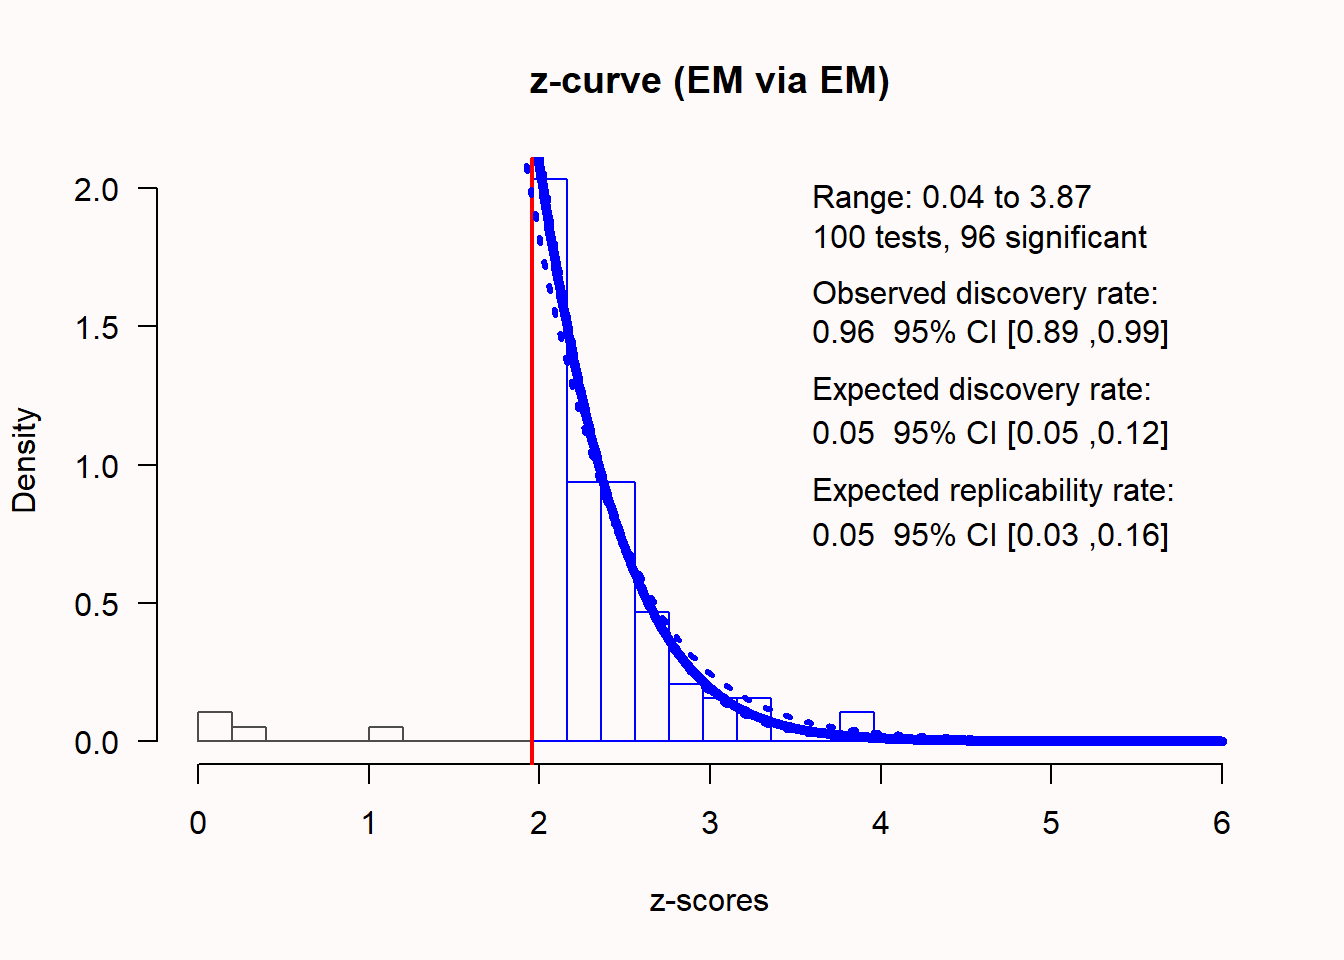 z-curve (EM via EM)
Range: 0.04 to 3.87
100 tests, 96 significant
Observed discovery rate:
0.96  95% CI [0.89 ,0.99]
Expected discovery rate:
0.05  95% CI [0.05 ,0.12]
Expected replicability rate:
0.05  95% CI [0.03 ,0.16]
Density
2.0
1.5
1.0
0.5
0.0
0 1 2 3 4 5 6
z-scores